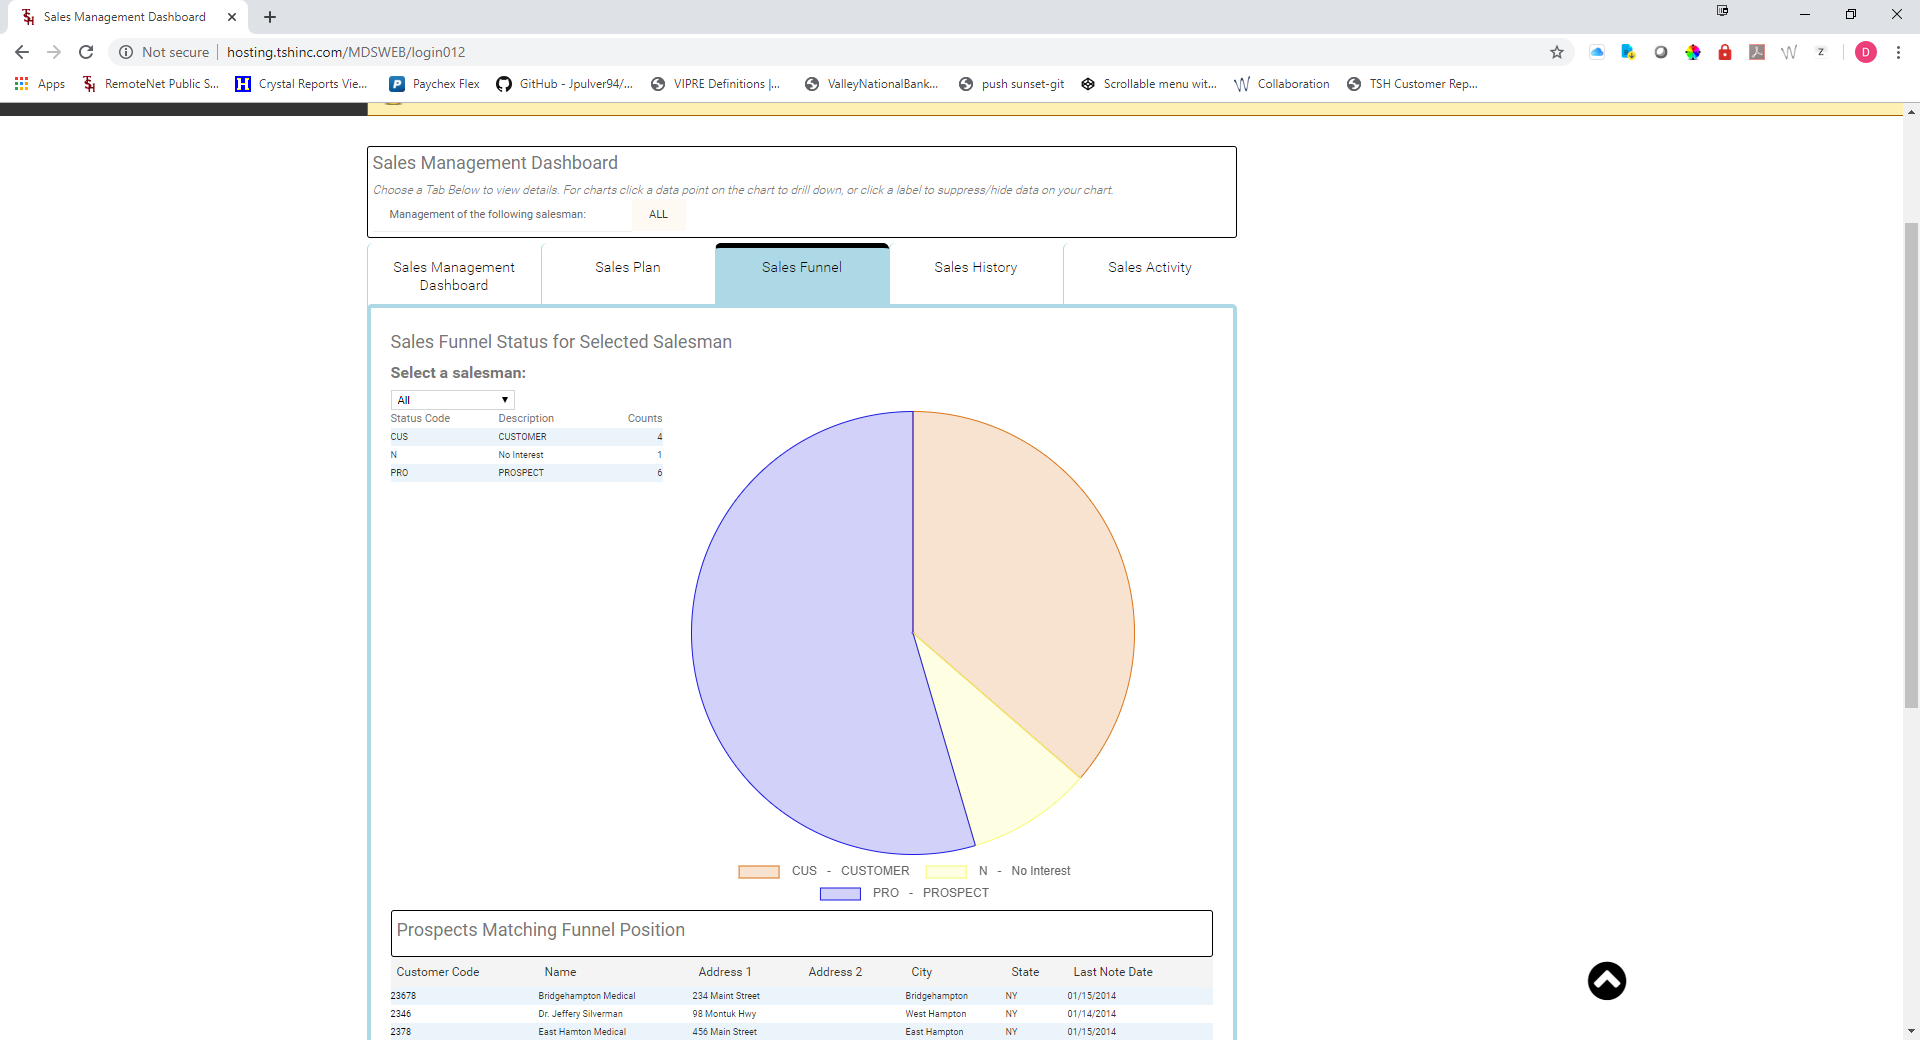 Sales Management Dashboard
Not secure hosting.tshinc.com/MDSWEB/login012
Z
D
Apps RemoteNet Public S... Crystal Reports Vie... Paychex Flex GitHub - Jpulver94/... VIPRE Definitions |... ValleyNationalBank... push sunset-git Scrollable menu wit... Collaboration TSH Customer Rep...
Sales Management Dashboard
Choose a Tab Below to view details. For charts click a data point on the chart to drill down, or click a label to suppress/hide data on your chart.
Management of the following salesman: ALL
Sales Management Dashboard
Sales Plan
Sales Funnel
Sales History
Sales Activity
Sales Funnel Status for Selected Salesman
Select a salesman:
All
Status Code Description Counts
CUS CUSTOMER 4
N No Interest 1
PRO PROSPECT 6
CUS - CUSTOMER N - No Interest
PRO - PROSPECT
Prospects Matching Funnel Position
Customer Code Name Address 1 Address 2 City State Last Note Date
23678 Bridgehampton Medical 234 Maint Street Bridgehampton NY 01/15/2014
2346 Dr. Jeffery Silverman 98 Montuk Hwy West Hampton NY 01/14/2014
2378 East Hamton Medical 456 Main Street East Hampton NY 01/15/2014